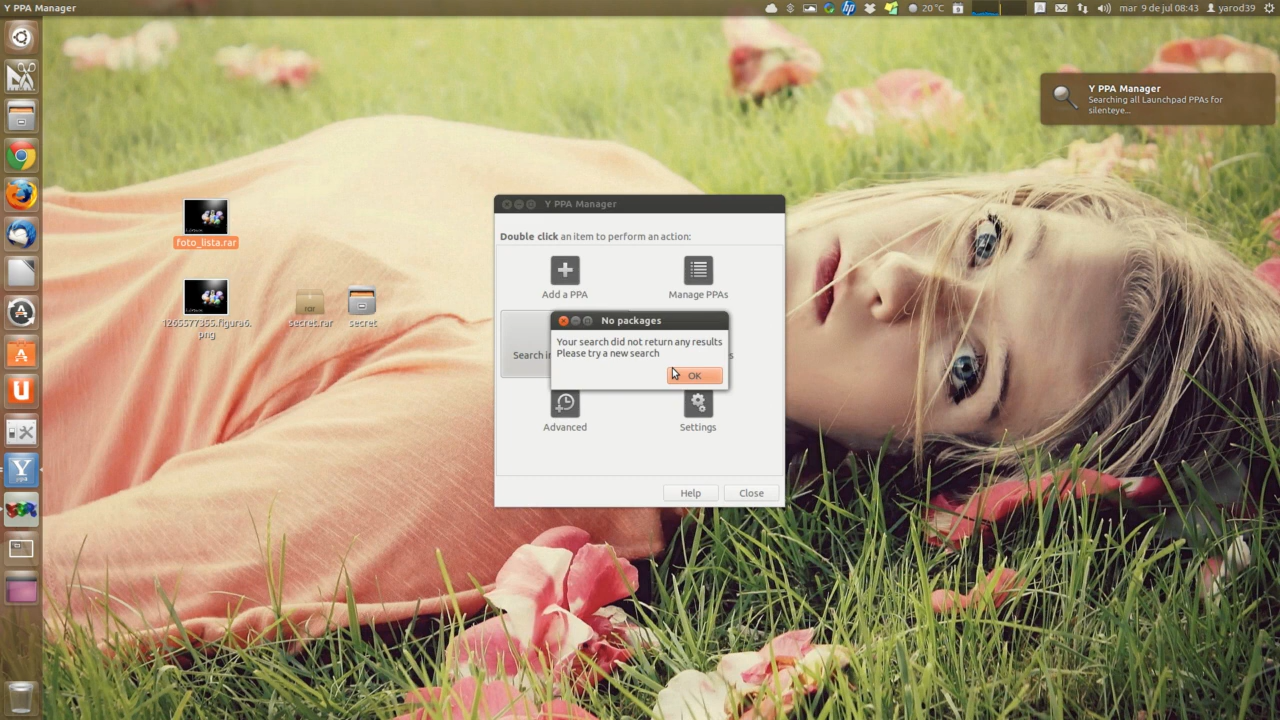 Y PPA Manager
20 °C
mar 9 de jul 08:43
yarod39
Y PPA Manager
Searching all Launchpad PPAs for
silenteye...
foto_lista.rar
1265577355.figura6.
png
rar
secret.rar
secret
Y PPA Manager
Double click an item to perform an action:
Add a PPA
Manage PPAs
Search in
s
No packages
Your search did not return any results
Please try a new search
OK
Advanced
Settings
Help
Close